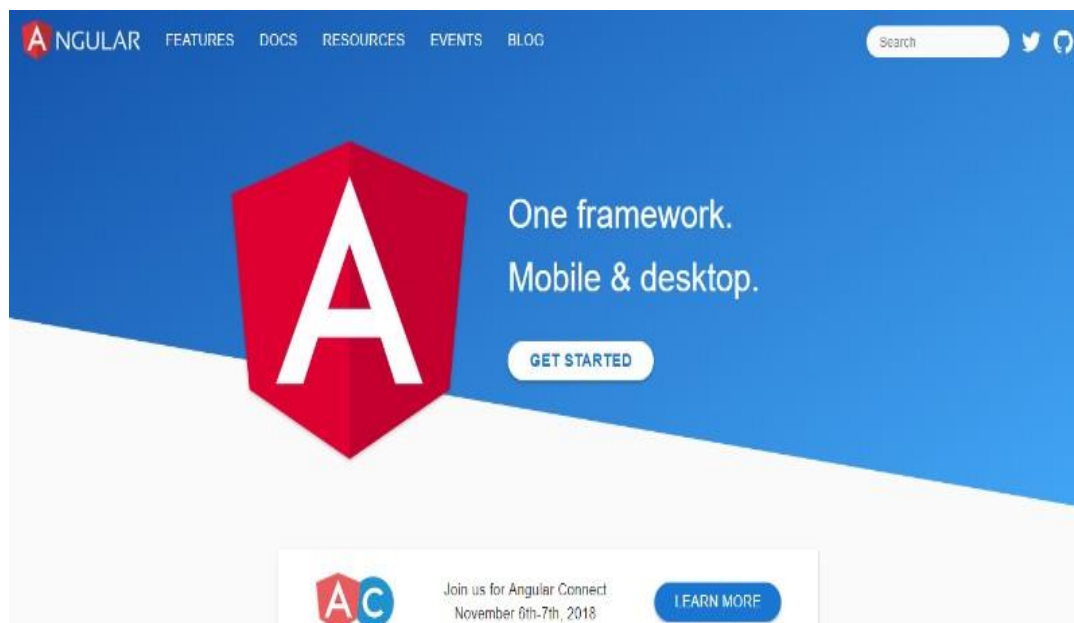 ANGULAR FEATURES DOCS RESOURCES EVENTS BLOG Search
A
One framework.
Mobile & desktop.
GET STARTED
AC
Join us for Angular Connect
November 6th-7th, 2018
LEARN MORE